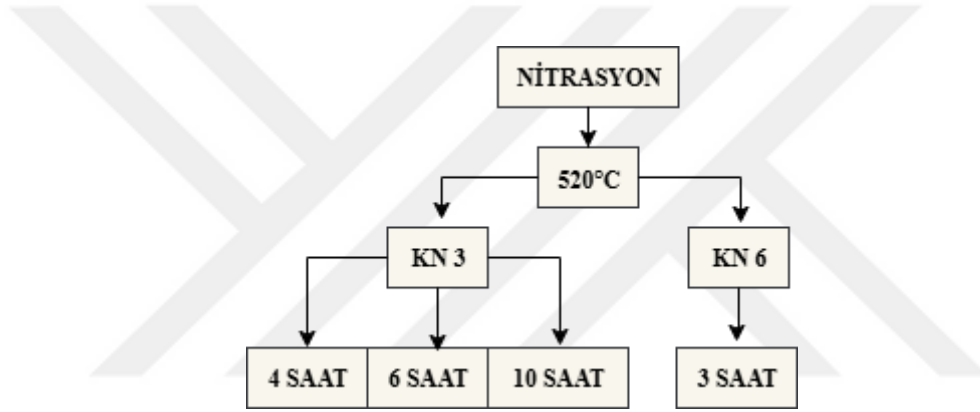 NİTRASYON
520°C
KN 3
KN 6
4 SAAT
6 SAAT
10 SAAT
3 SAAT